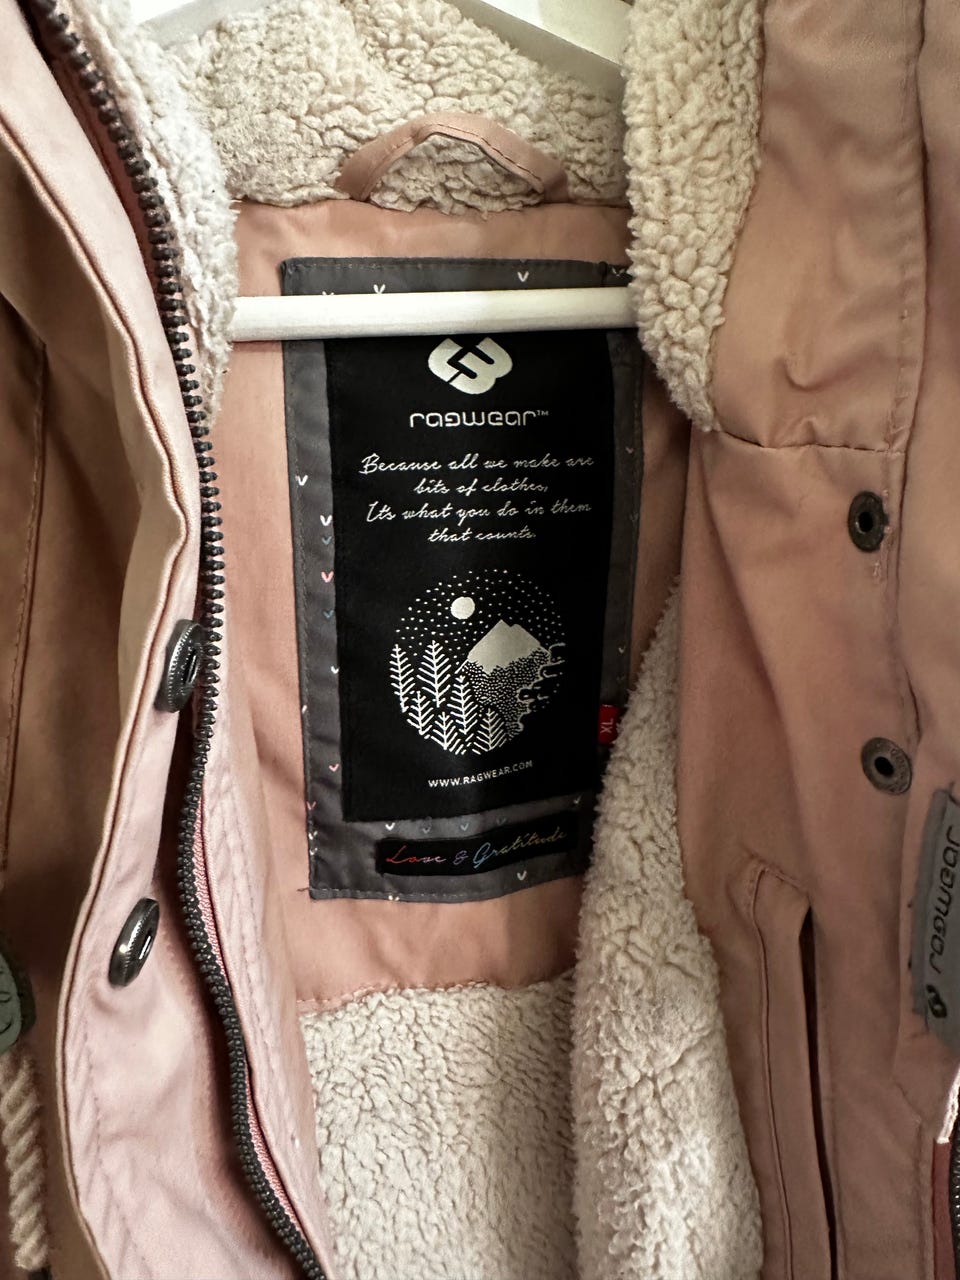 ragwear™
Because all we make are
bits of clothes,
It's what you do in them
that counts.
XL
WWW.RAGWEAR.COM
Love & Gratitude
ragwear